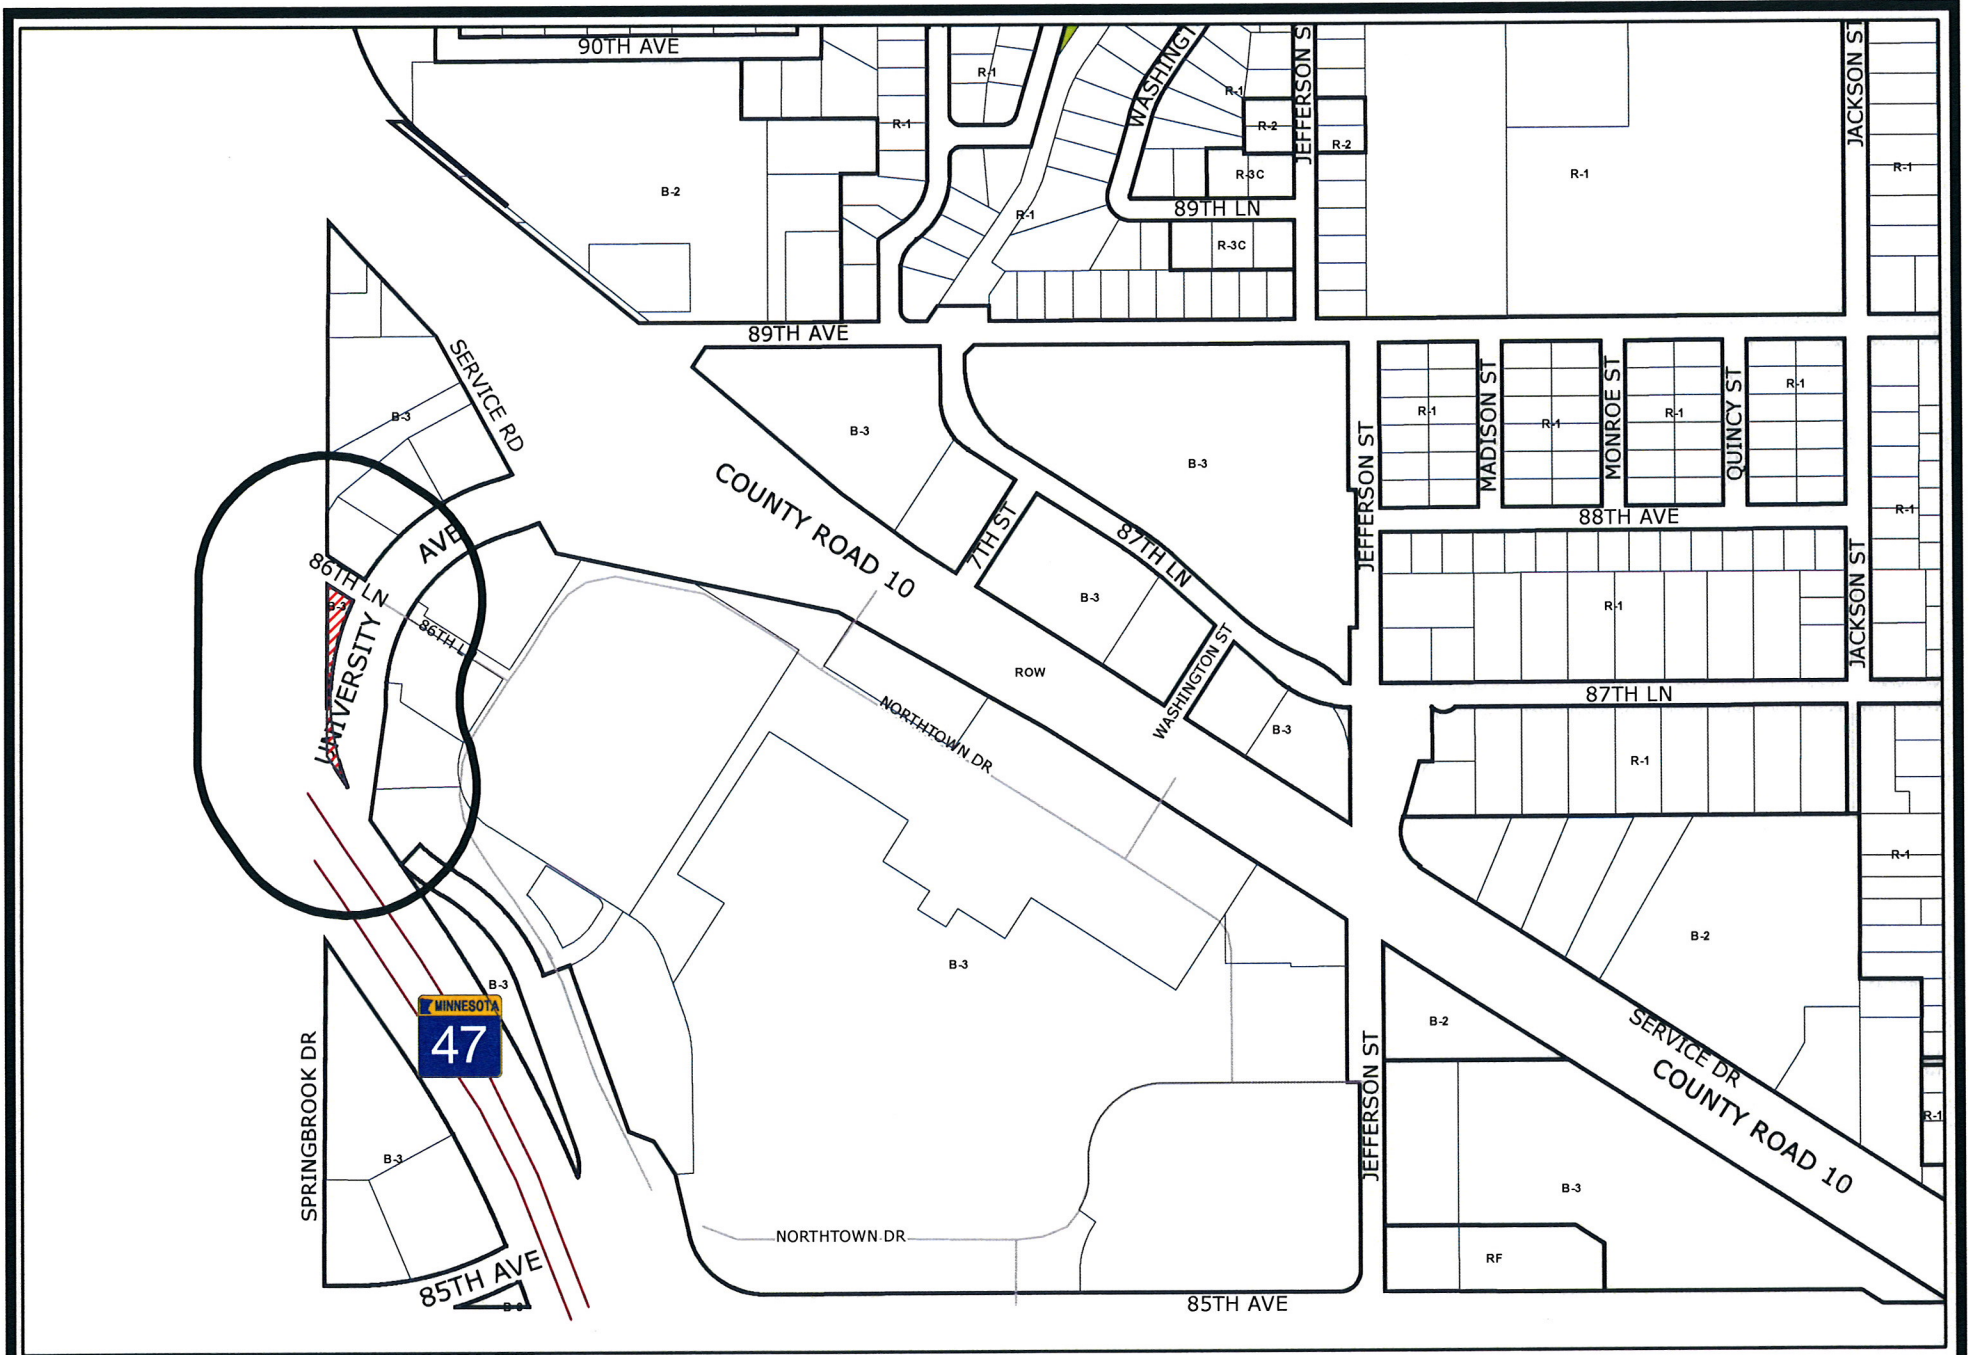 90TH AVE
R-1
WASHINGT
R-1
JEFFERSON S
JACKSON ST
R-1
R-2
R-2
B-2
R-3C
R-1
R-1
89TH LN
R-1
R-3C
89TH AVE
SERVICE RD
B-3
B-3
B-3
R-1
MADISON ST
R-1
MONROE ST
R-1
QUINCY ST
R-1
JEFFERSON ST
COUNTY ROAD 10
7TH ST
87TH LN
88TH AVE
R-1
AVE
86TH LN
B-3
UNIVERSITY
86TH L
B-3
R-1
JACKSON ST
ROW
WASHINGTON ST
87TH LN
NORTHTOWN DR
B-3
R-1
R-1
B-2
B-3
B-3
MINNESOTA
47
B-2
SERVICE DR
COUNTY ROAD 10
SPRINGBROOK DR
JEFFERSON ST
R-1
B-3
B-3
NORTHTOWN DR
RF
85TH AVE
85TH AVE